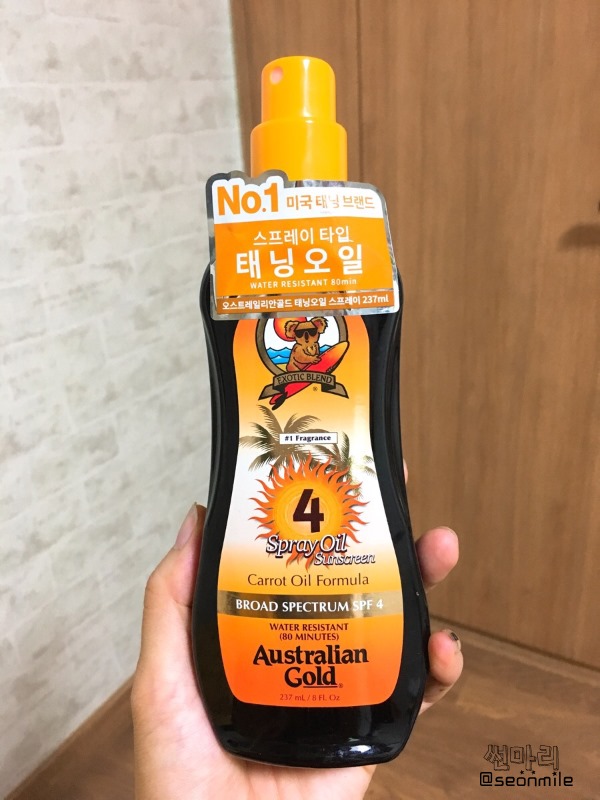 No.1 미국 태닝 브랜드
스프레이 타입
태닝오일
WATER RESISTANT 80min
오스트레일리안골드 태닝오일 스프레이 237ml
EXOTIC BLEND
®
#1 Fragrance
4
Spray Oil
Sunscreen
Carrot Oil Formula
BROAD SPECTRUM SPF 4
WATER RESISTANT
(80 MINUTES)
Australian
Gold®
237 mL / 8 FL Oz
썬마리
@seonmile